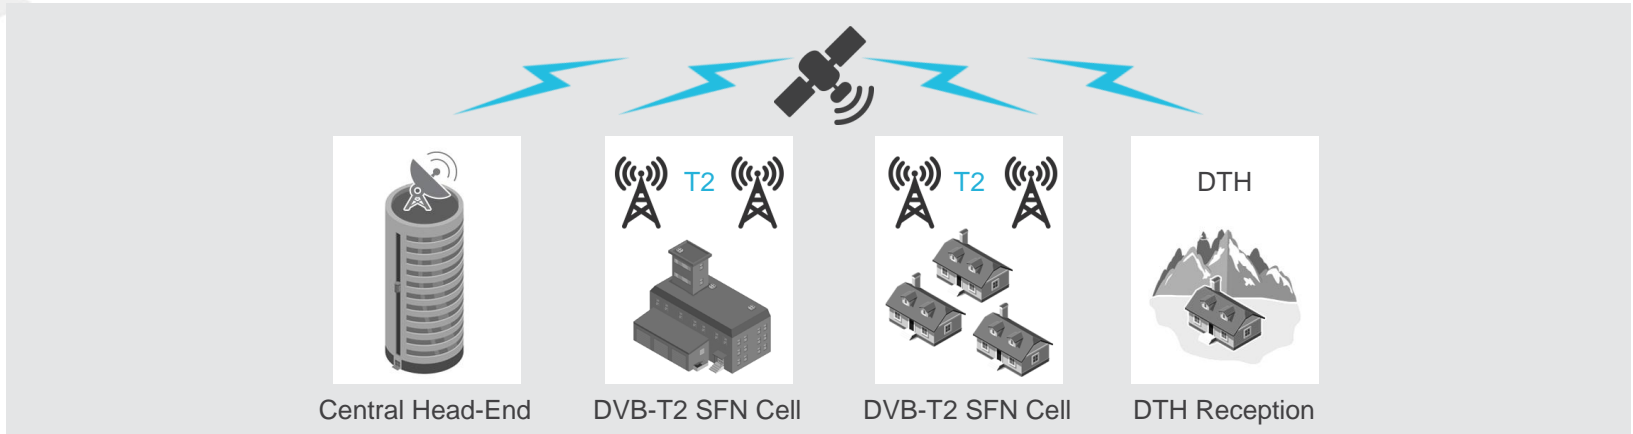 T2
T2
DTH
Central Head-End
DVB-T2 SFN Cell
DVB-T2 SFN Cell
DTH Reception